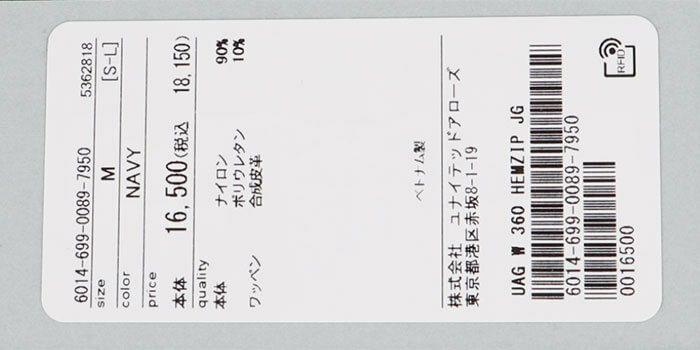 6014-699-0089-7950 5362818
size M [S-L]
color NAVY
price
本体 16,500(税込 18,150)
quality
本体 ナイロン 90%
ポリウレタン 10%
ワッペン 合成皮革
ベトナム製
株式会社 ユナイテッドアローズ
東京都港区赤坂8-1-19
UAG W 360 HEMZIP JG
6014-699-0089-7950
0016500
RFID